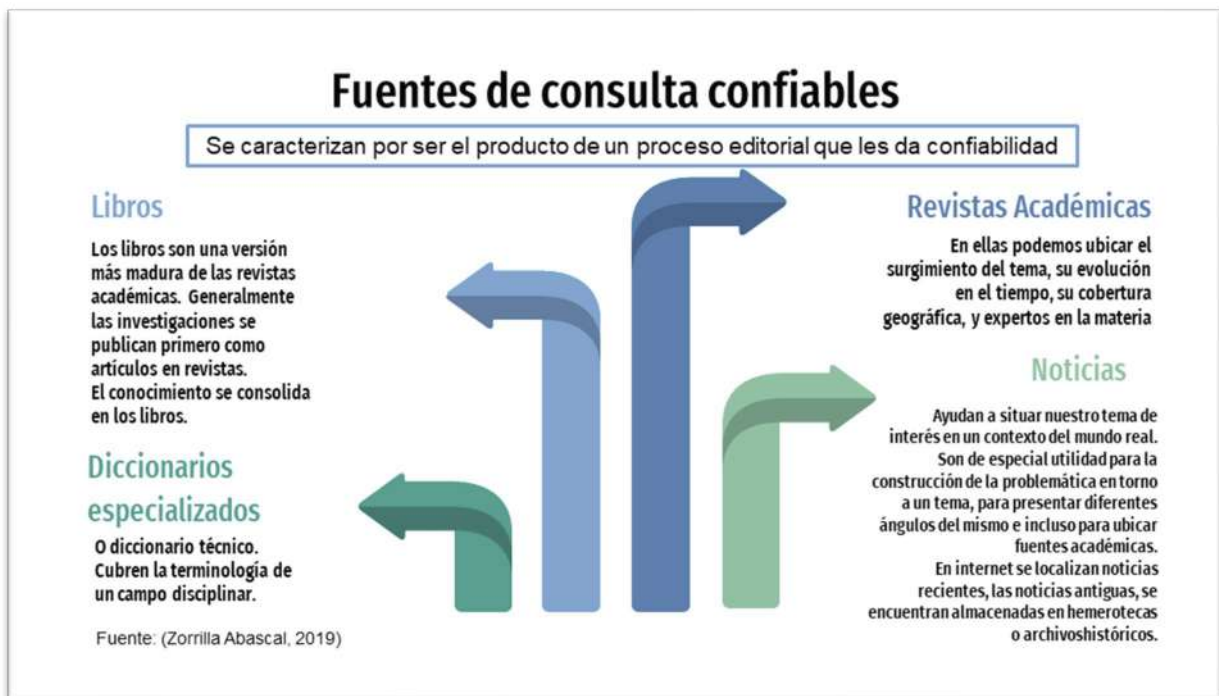 Fuentes de consulta confiables
Se caracterizan por ser el producto de un proceso editorial que les da confiabilidad
Libros
Los libros son una versión
más madura de las revistas
académicas. Generalmente
las investigaciones se
publican primero como
artículos en revistas.
El conocimiento se consolida
en los libros.
Diccionarios
especializados
O diccionario técnico.
Cubren la terminología de
un campo disciplinar.
Fuente: (Zorrilla Abascal, 2019)
Revistas Académicas
En ellas podemos ubicar el
surgimiento del tema, su evolución
en el tiempo, su cobertura
geográfica, y expertos en la materia
Noticias
Ayudan a situar nuestro tema de
interés en un contexto del mundo real.
Son de especial utilidad para la
construcción de la problemática en torno
a un tema, para presentar diferentes
ángulos del mismo e incluso para ubicar
fuentes académicas.
En internet se localizan noticias
recientes, las noticias antiguas, se
encuentran almacenadas en hemerotecas
o archivoshistóricos.